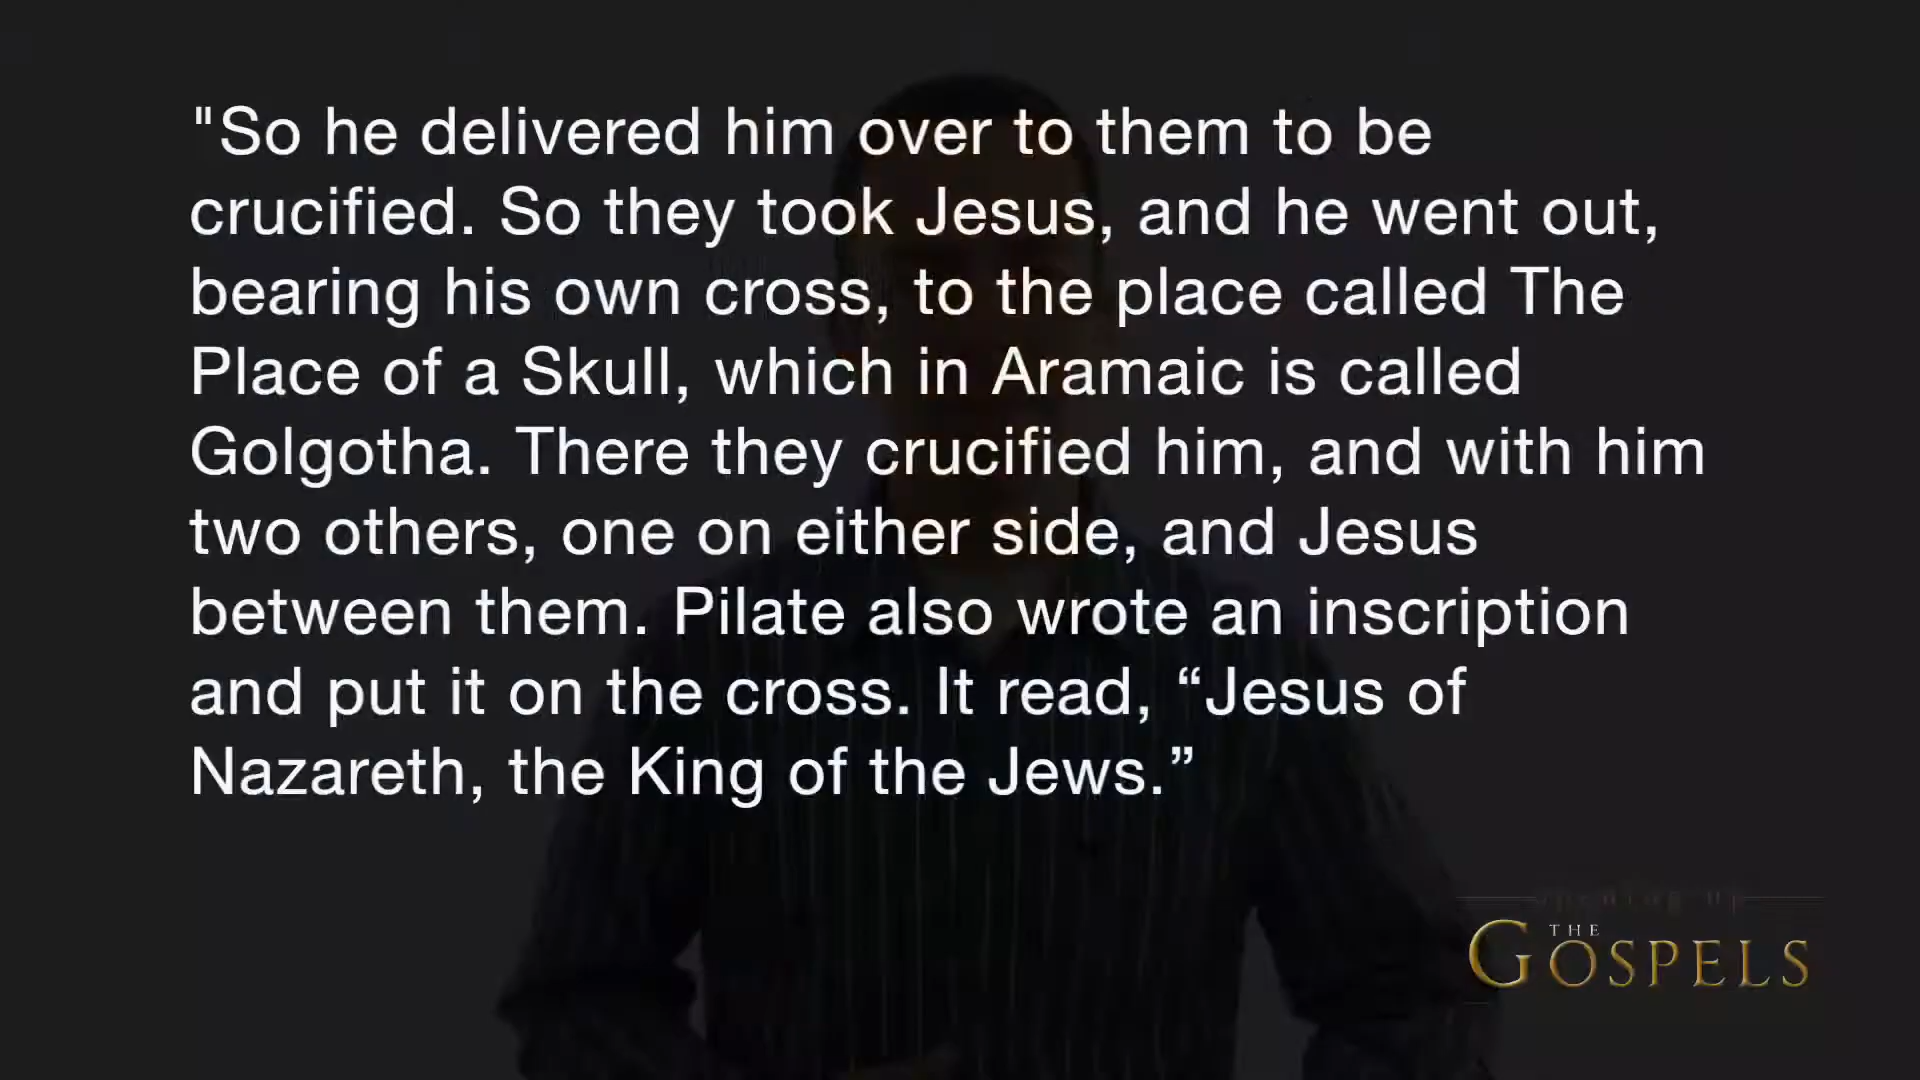 "So he delivered him over to them to be
crucified. So they took Jesus, and he went out,
bearing his own cross, to the place called The
Place of a Skull, which in Aramaic is called
Golgotha. There they crucified him, and with him
two others, one on either side, and Jesus
between them. Pilate also wrote an inscription
and put it on the cross. It read, “Jesus of
Nazareth, the King of the Jews.”
opening up
THE
GOSPELS